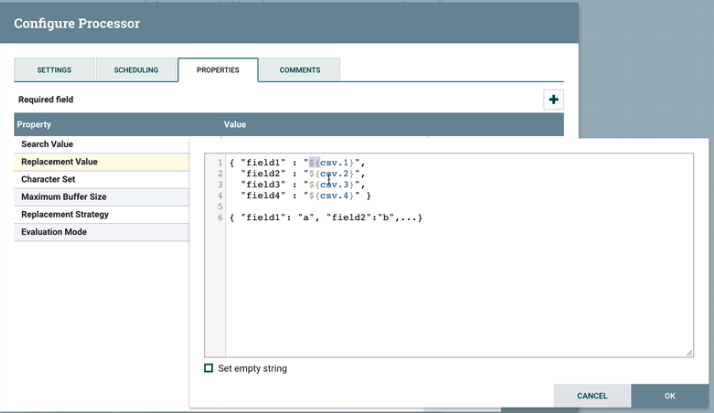 Configure Processor
SETTINGS
SCHEDULING
PROPERTIES
COMMENTS
Required field
Property
Value
Search Value
Replacement Value
Character Set
Maximum Buffer Size
Replacement Strategy
Evaluation Mode
1 { "field1" : "${csv.1}",
2 "field2" : "${csv.2}",
3 "field3" : "${csv.3}",
4 "field4" : "${csv.4}" }
5
6 { "field1": "a", "field2":"b",...}
Set empty string
CANCEL
OK